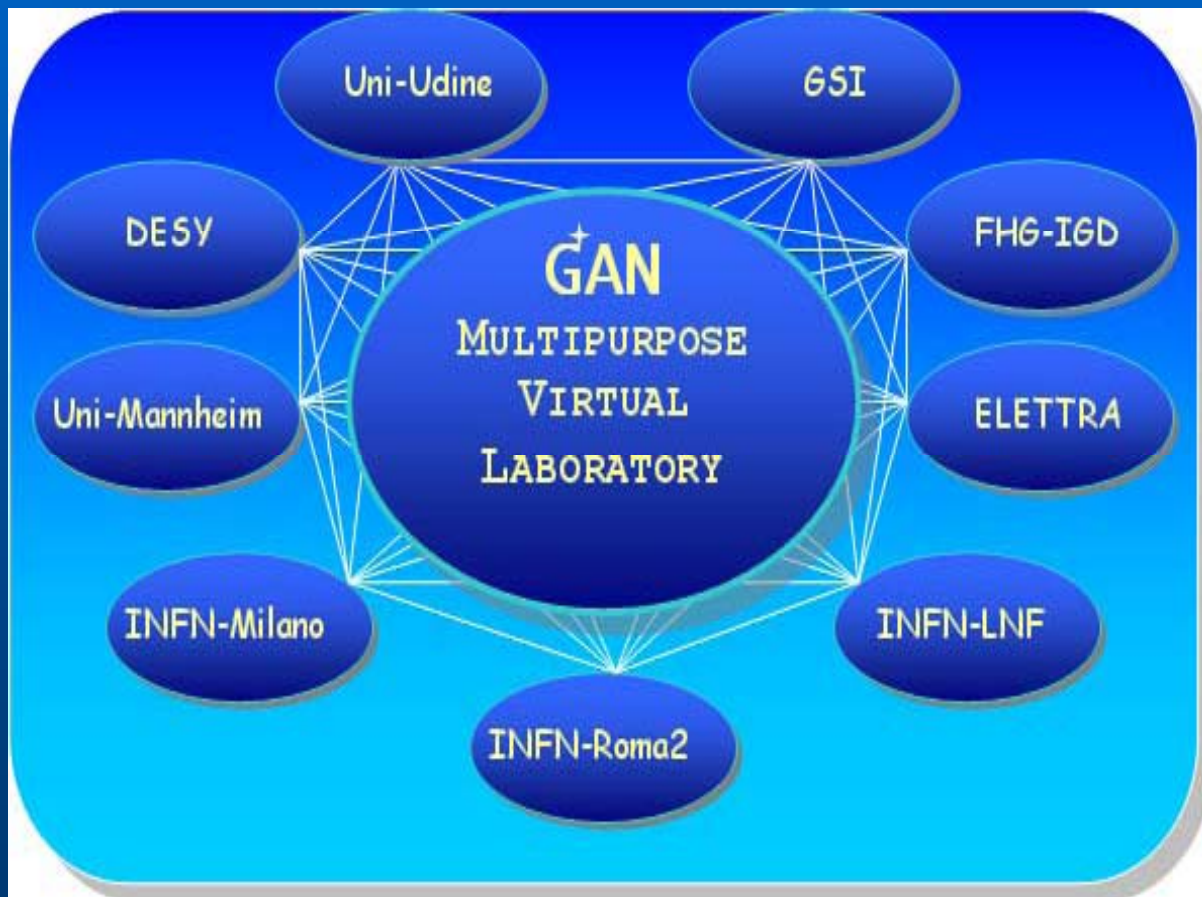 Uni-Udine
GSI
DESY
FHG-IGD
GAN
MULTIPURPOSE
VIRTUAL
LABORATORY
Uni-Mannheim
ELETTRA
INFN-Milano
INFN-LNF
INFN-Roma2